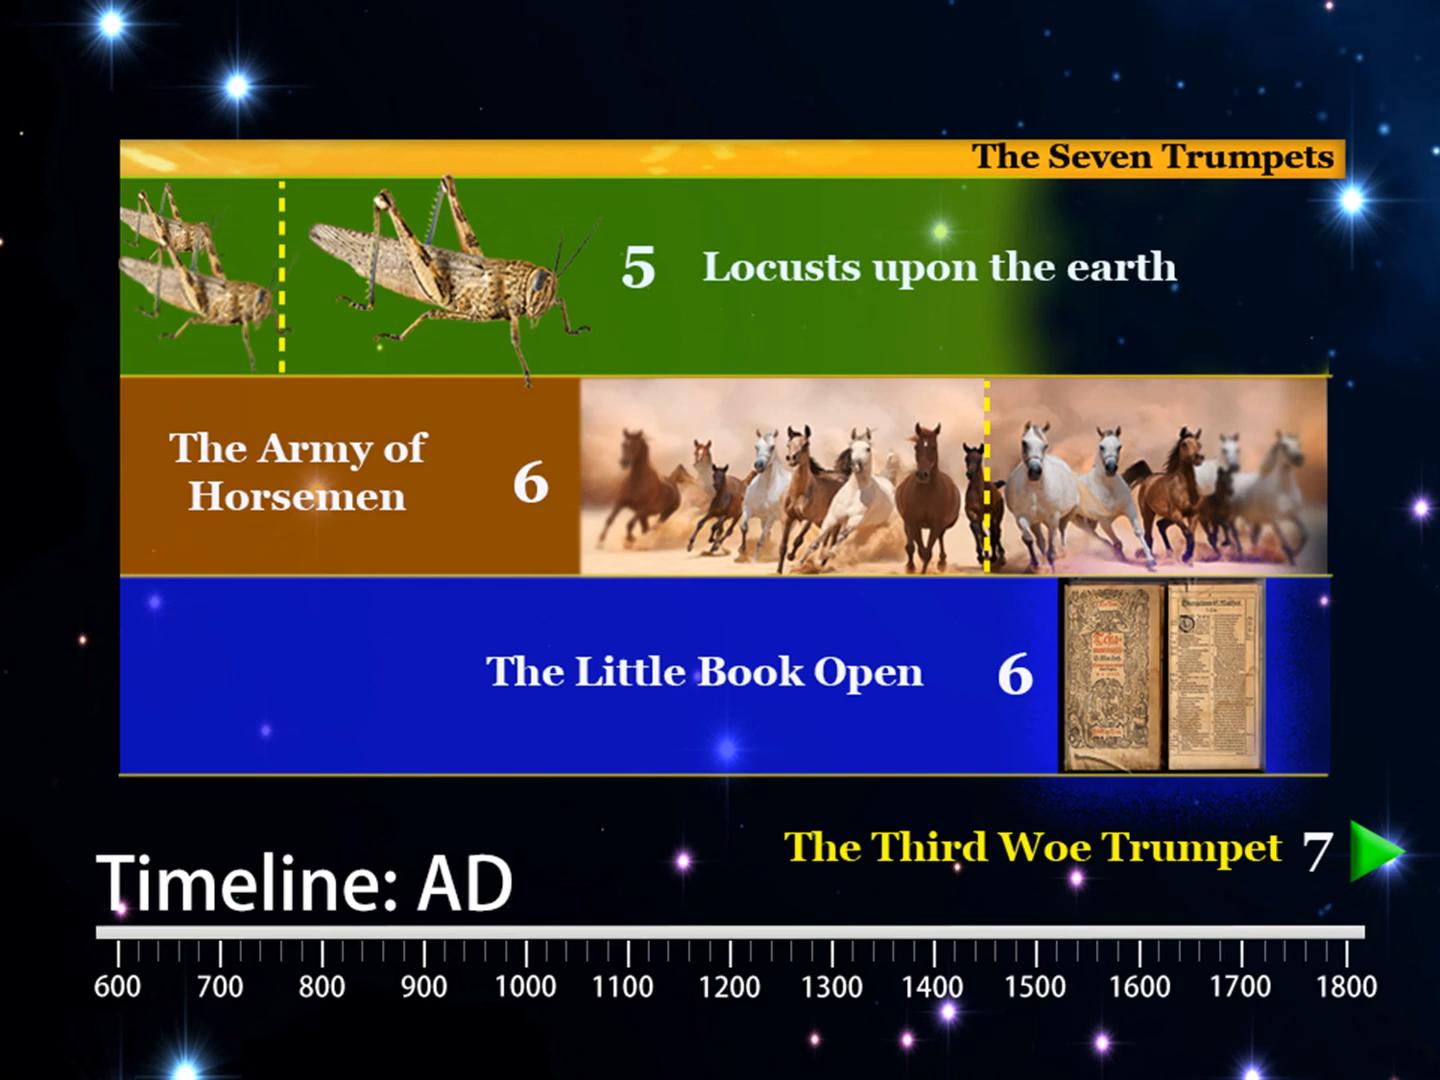 The Seven Trumpets
5 Locusts upon the earth
The Army of
Horsemen
6
The Little Book Open 6
The Third Woe Trumpet 7
Timeline: AD
600 700 800 900 1000 1100 1200 1300 1400 1500 1600 1700 1800